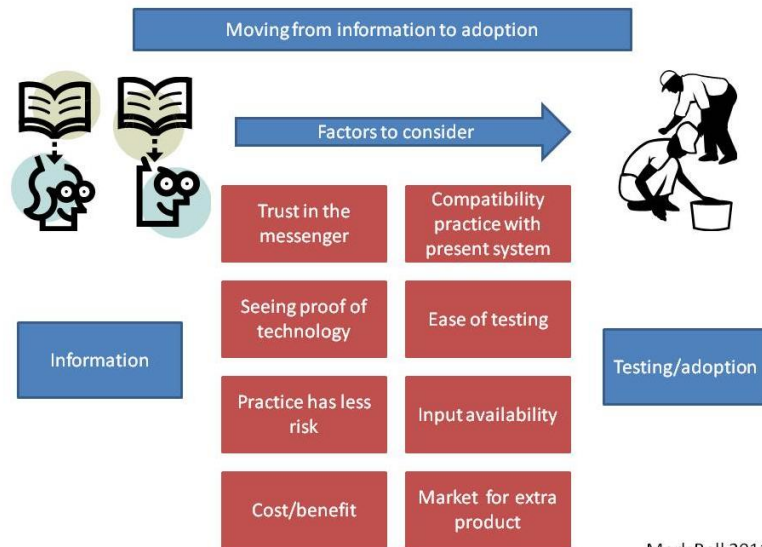 Moving from information to adoption
Factors to consider
Trust in the
messenger
Compatibility
practice with
present system
Seeing proof of
technology
Ease of testing
Information
Testing/adoption
Practice has less
risk
Input availability
Cost/benefit
Market for extra
product